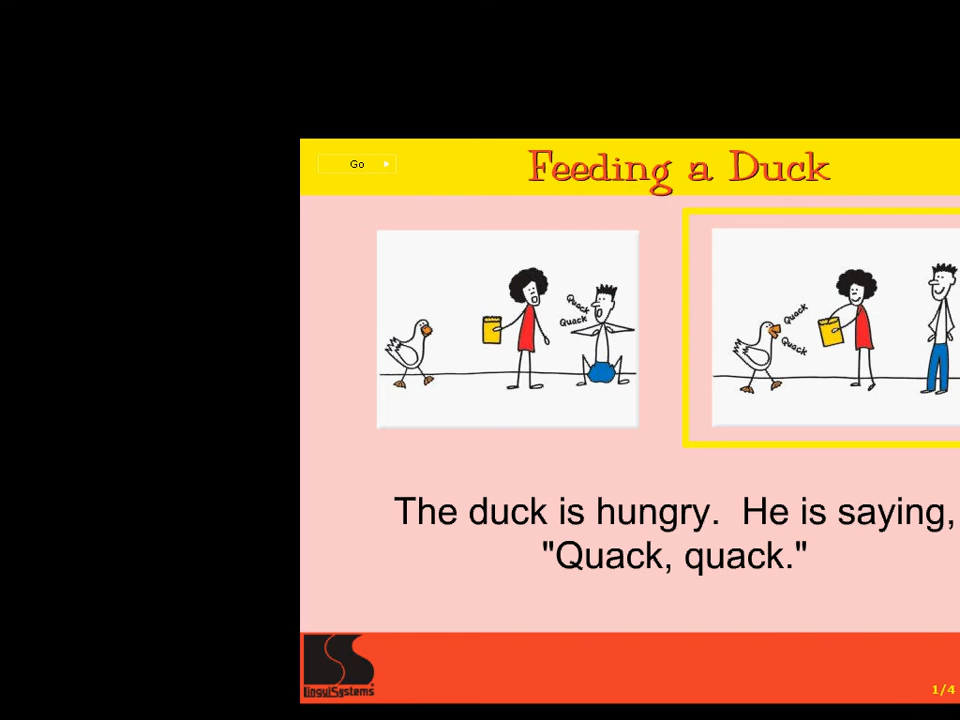 Go
Feeding a Duck
Quack
Quack
Quack
Quack
The duck is hungry. He is saying,
"Quack, quack."
LinguiSystems
1/4